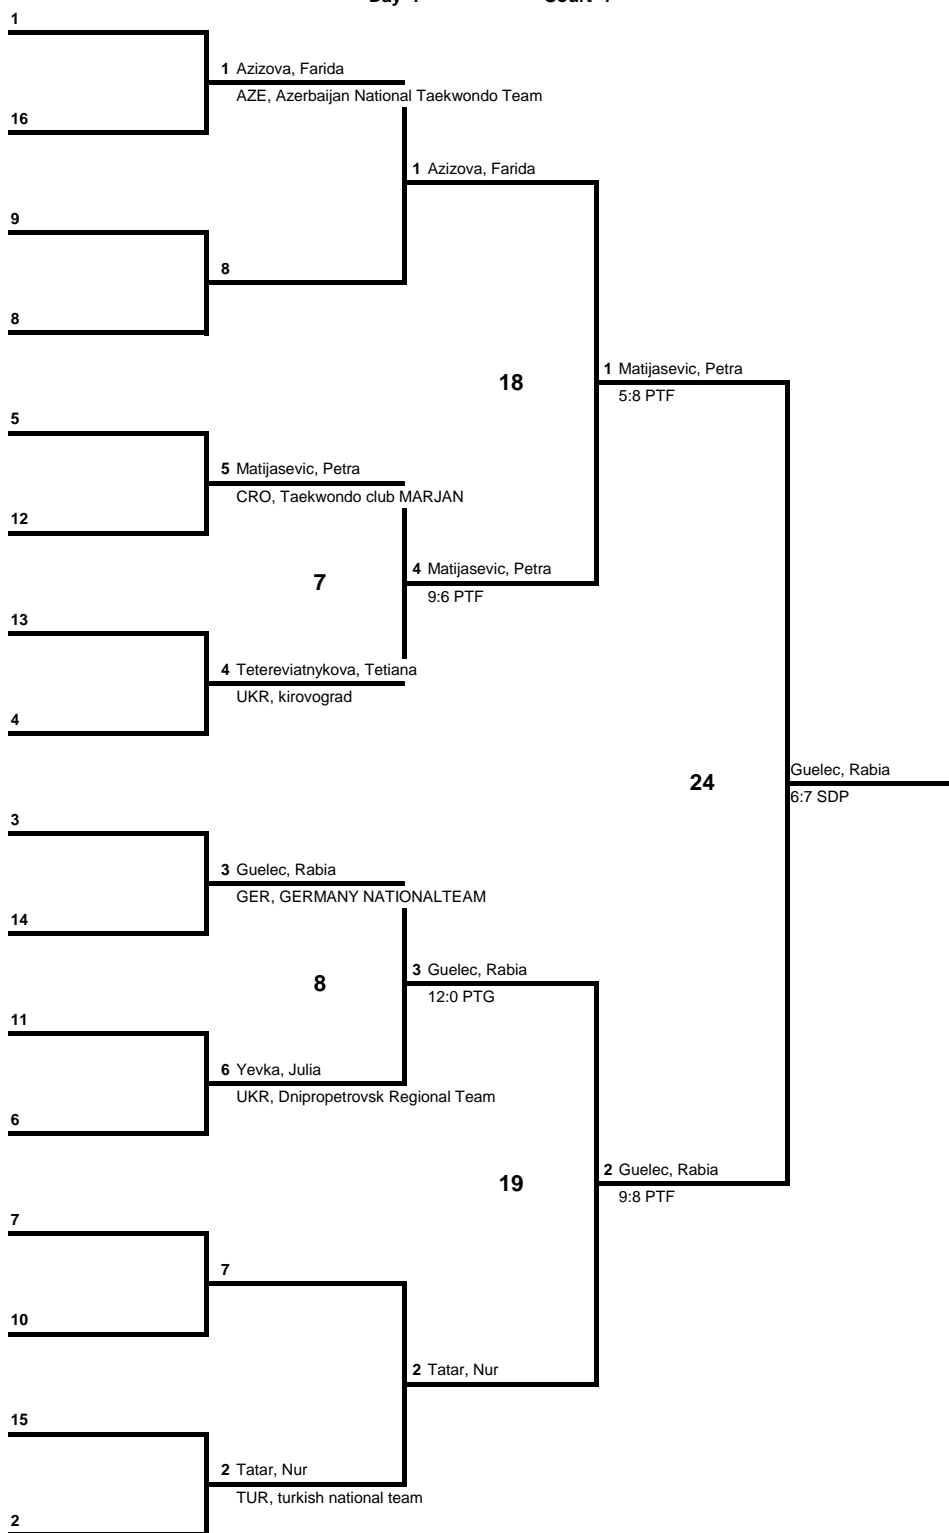 1
1 Azizova, Farida
AZE, Azerbaijan National Taekwondo Team
16
1 Azizova, Farida
9
8
8
18
1 Matijasevic, Petra
5:8 PTF
5
5 Matijasevic, Petra
CRO, Taekwondo club MARJAN
12
7
4 Matijasevic, Petra
9:6 PTF
13
4 Tetereviatnykova, Tetiana
UKR, kirovograd
4
24
Guelec, Rabia
6:7 SDP
3
3 Guelec, Rabia
GER, GERMANY NATIONALTEAM
14
8
3 Guelec, Rabia
12:0 PTG
11
6 Yevka, Julia
UKR, Dnipropetrovsk Regional Team
6
19
2 Guelec, Rabia
9:8 PTF
7
7
10
2 Tatar, Nur
15
2 Tatar, Nur
TUR, turkish national team
2